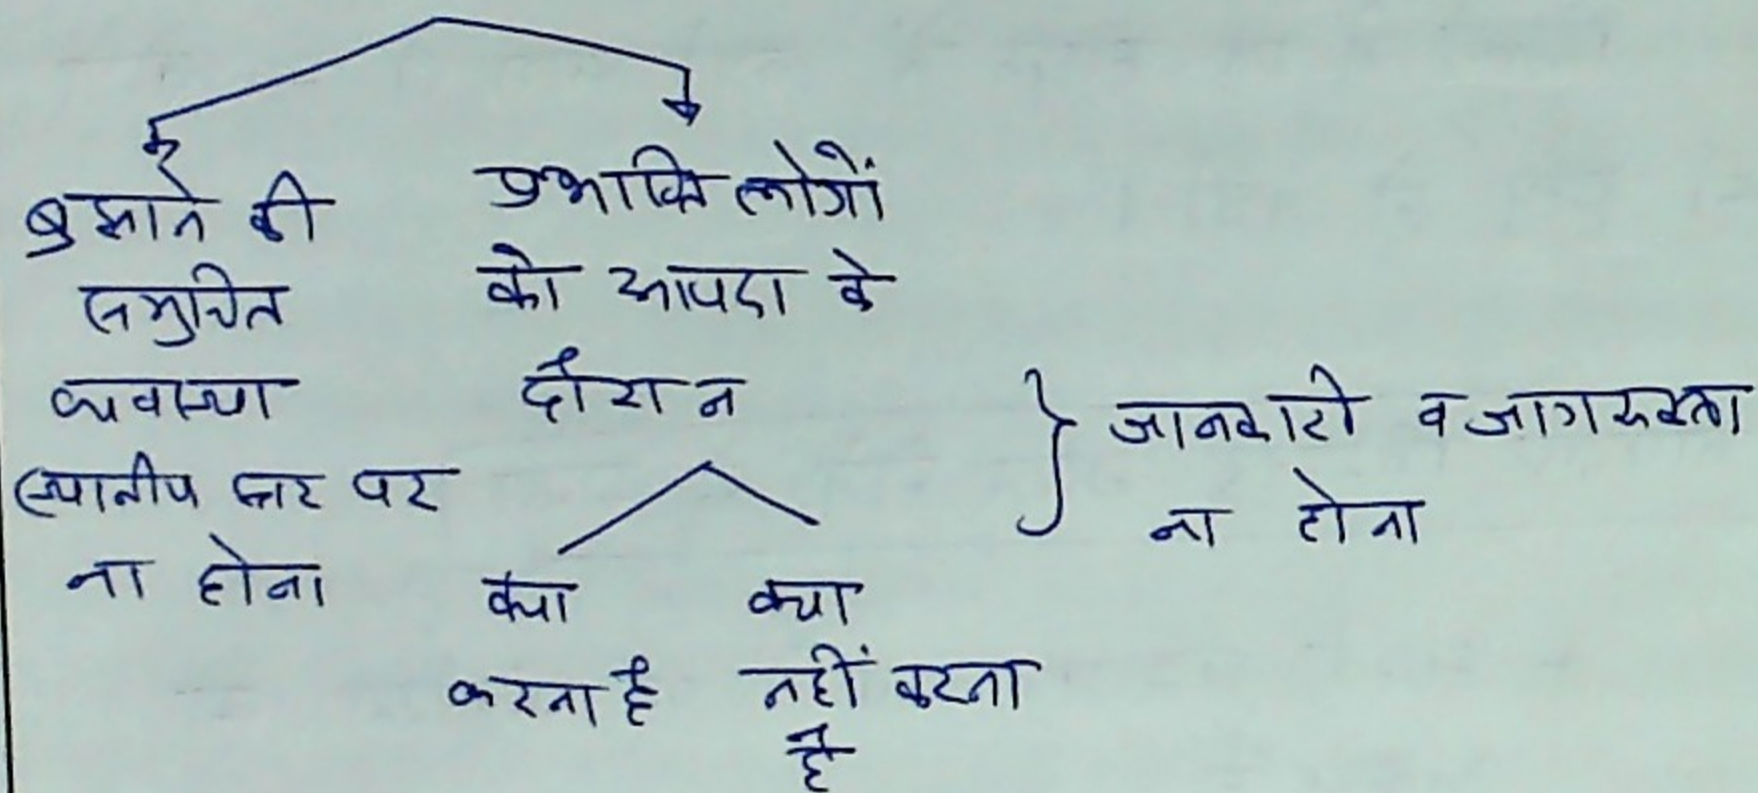 बुझाने की
समुचित
व्यवस्था
स्थानीय स्तर पर
ना होना
प्रभावित लोगों
को आपदा के
दौरान
क्या
करना है
क्या
नहीं करना
है
} जानकारी व जागरूकता
ना होना